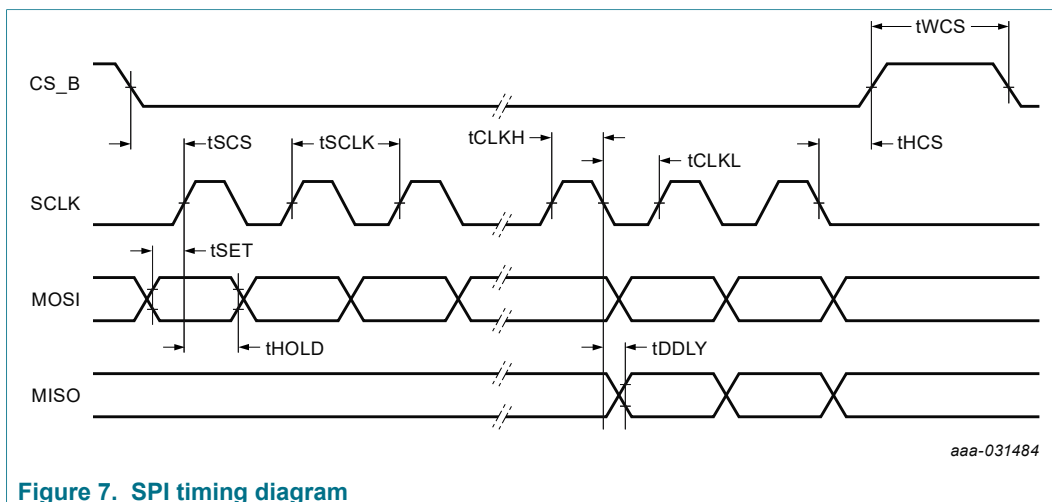 tWCS
CS_B
tSCS
tSCLK
tCLKH
tCLKL
tHCS
SCLK
tSET
MOSI
tHOLD
tDDLY
MISO
aaa-031484
Figure 7. SPI timing diagram